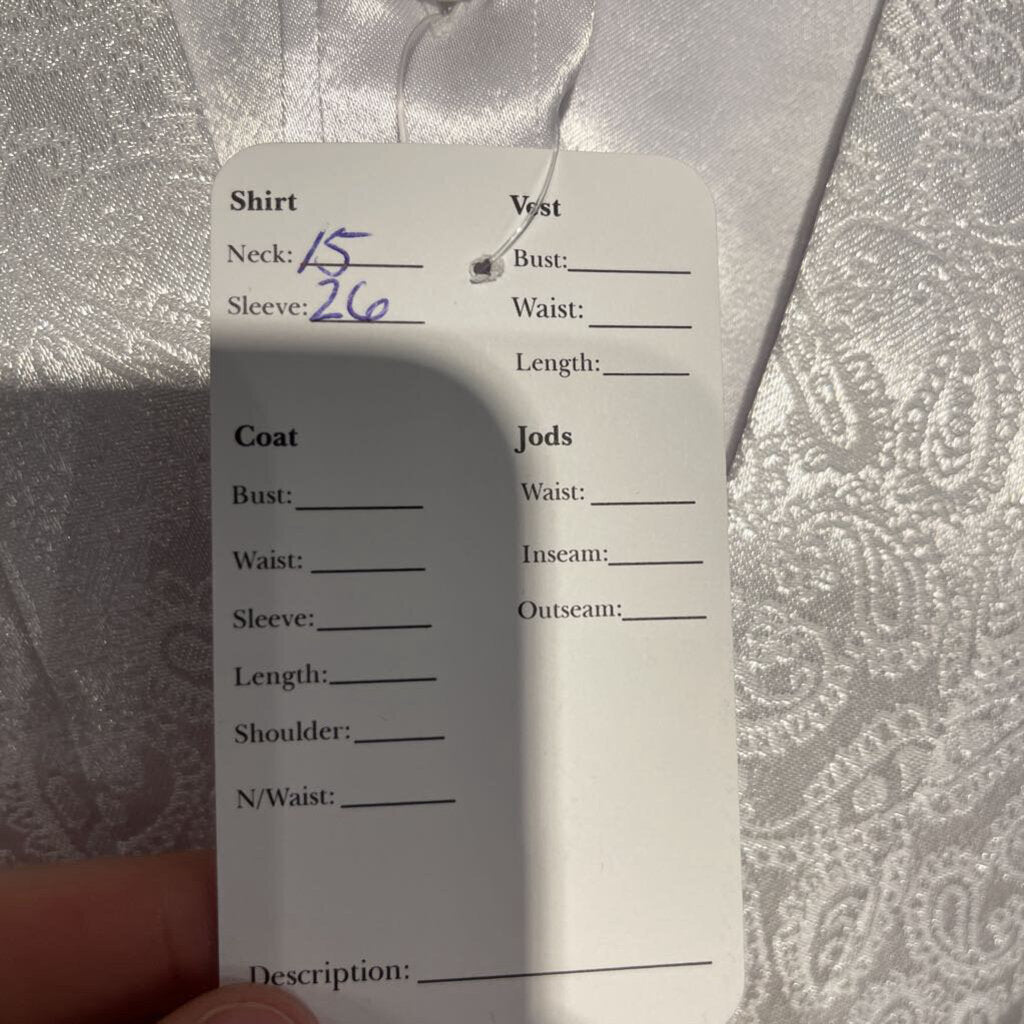 Shirt
Neck: 15
Sleeve: 26
Vest
Bust:
Waist:
Length:
Coat
Bust:
Waist:
Sleeve:
Length:
Shoulder:
N/Waist:
Jods
Waist:
Inseam:
Outseam:
Description: